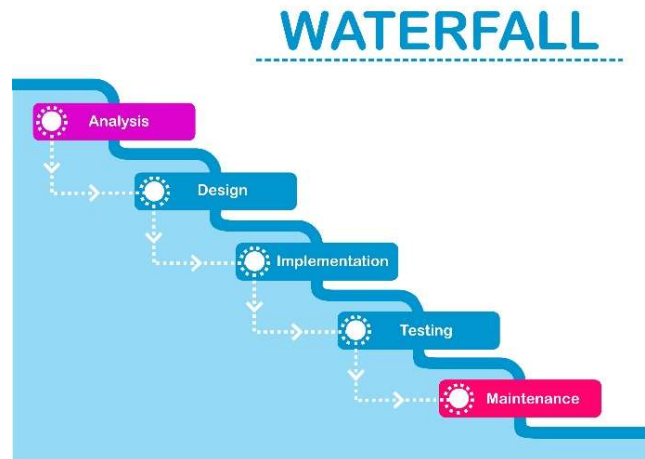 WATERFALL
Analysis
Design
Implementation
Testing
Maintenance